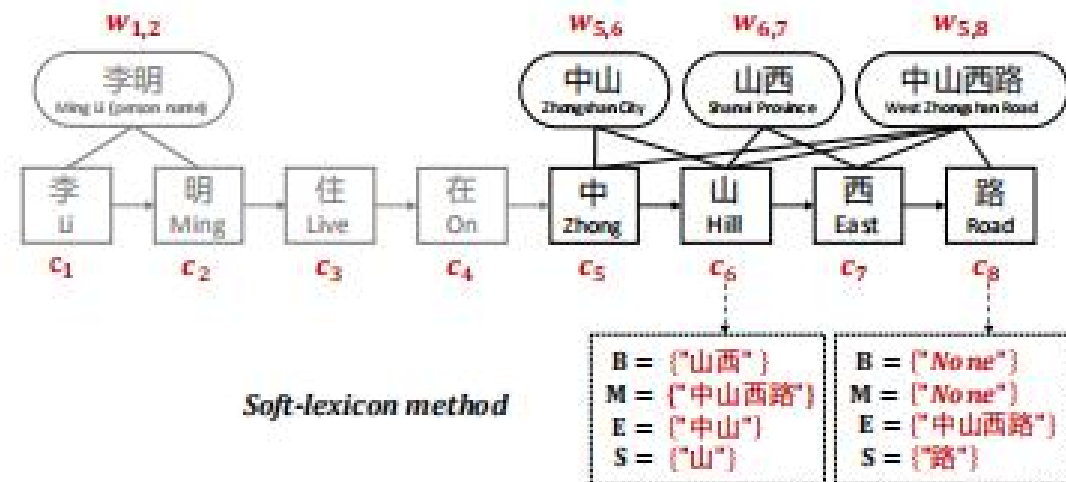 w1,2 w5,6 w6,7 w5,8
李明 中山 山西 中山西路
Ming Li (person name) Zhongshan City Shanxi Province West Zhongshan Road
李 明 住 在 中 山 西 路
Li Ming Live On Zhong Hill East Road
c1 c2 c3 c4 c5 c6 c7 c8
B = {"山西" } B = {"None"}
M = {"中山西路"} M = {"None"}
Soft-lexicon method
E = {"中山"} E = {"中山西路"}
S = {"山"} S = {"路"}